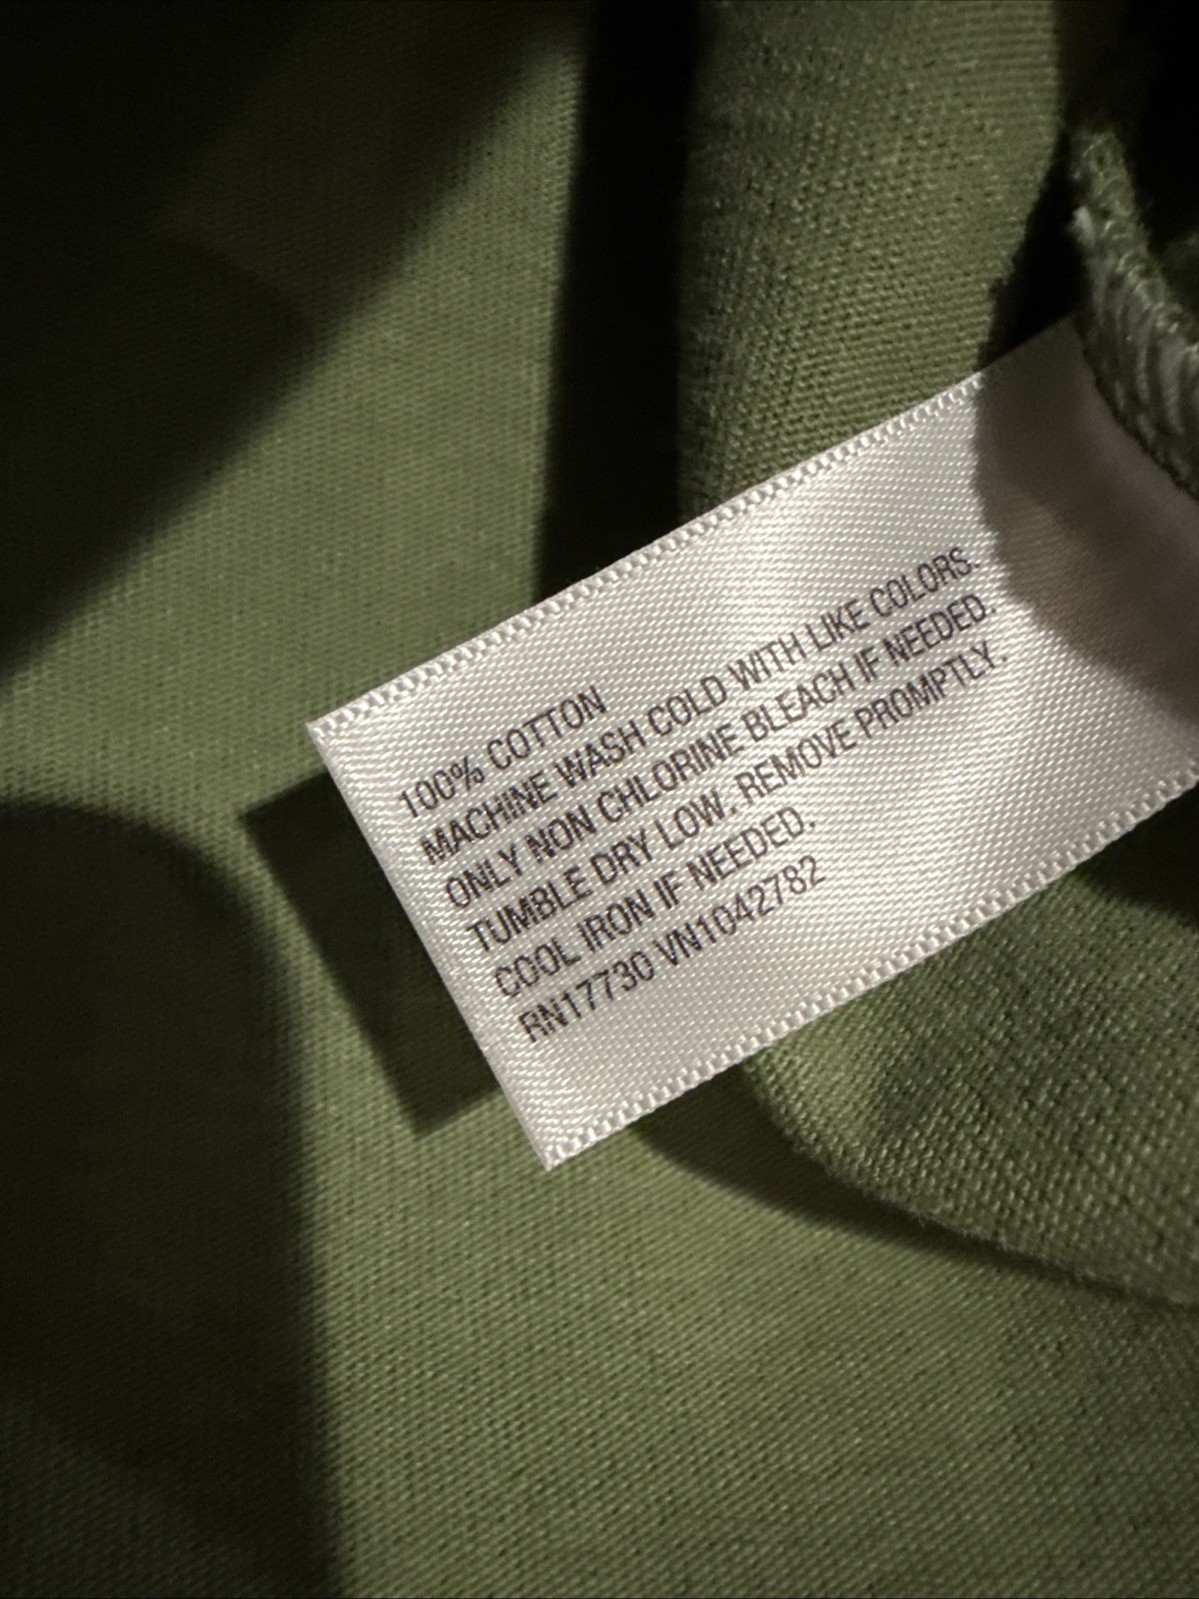 100% COTTON
MACHINE WASH COLD WITH LIKE COLORS.
ONLY NON CHLORINE BLEACH IF NEEDED.
TUMBLE DRY LOW. REMOVE PROMPTLY.
COOL IRON IF NEEDED.
RN17730 VN1042782